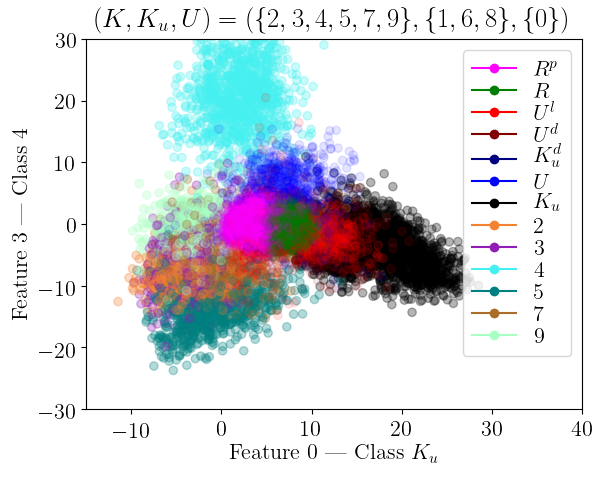 (K, K_u, U) = ({2, 3, 4, 5, 7, 9}, {1, 6, 8}, {0})
Feature 3 — Class 4
30
20
10
0
−10
−20
−30
−10
0
10
20
30
40
Feature 0 — Class K_u
R^p
R
U^l
U^d
K_u^d
U
K_u
2
3
4
5
7
9